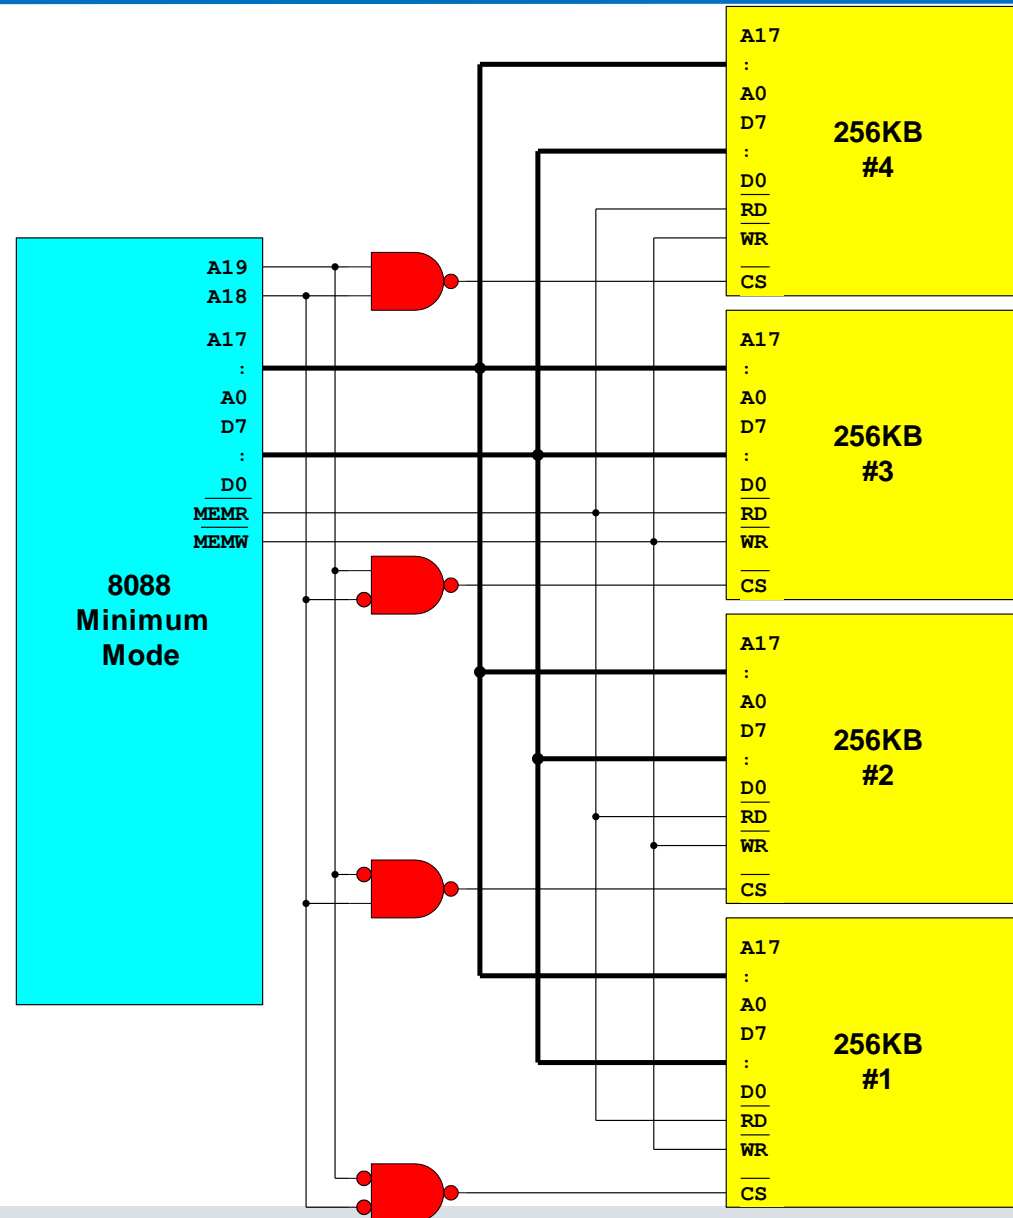 A19
A18
A17
:
A0
D7
:
D0
MEMR
MEMW
8088
Minimum
Mode
A17
:
A0
D7
:
D0
RD
WR
CS
256KB
#4
A17
:
A0
D7
:
D0
RD
WR
CS
256KB
#3
A17
:
A0
D7
:
D0
RD
WR
CS
256KB
#2
A17
:
A0
D7
:
D0
RD
WR
CS
256KB
#1